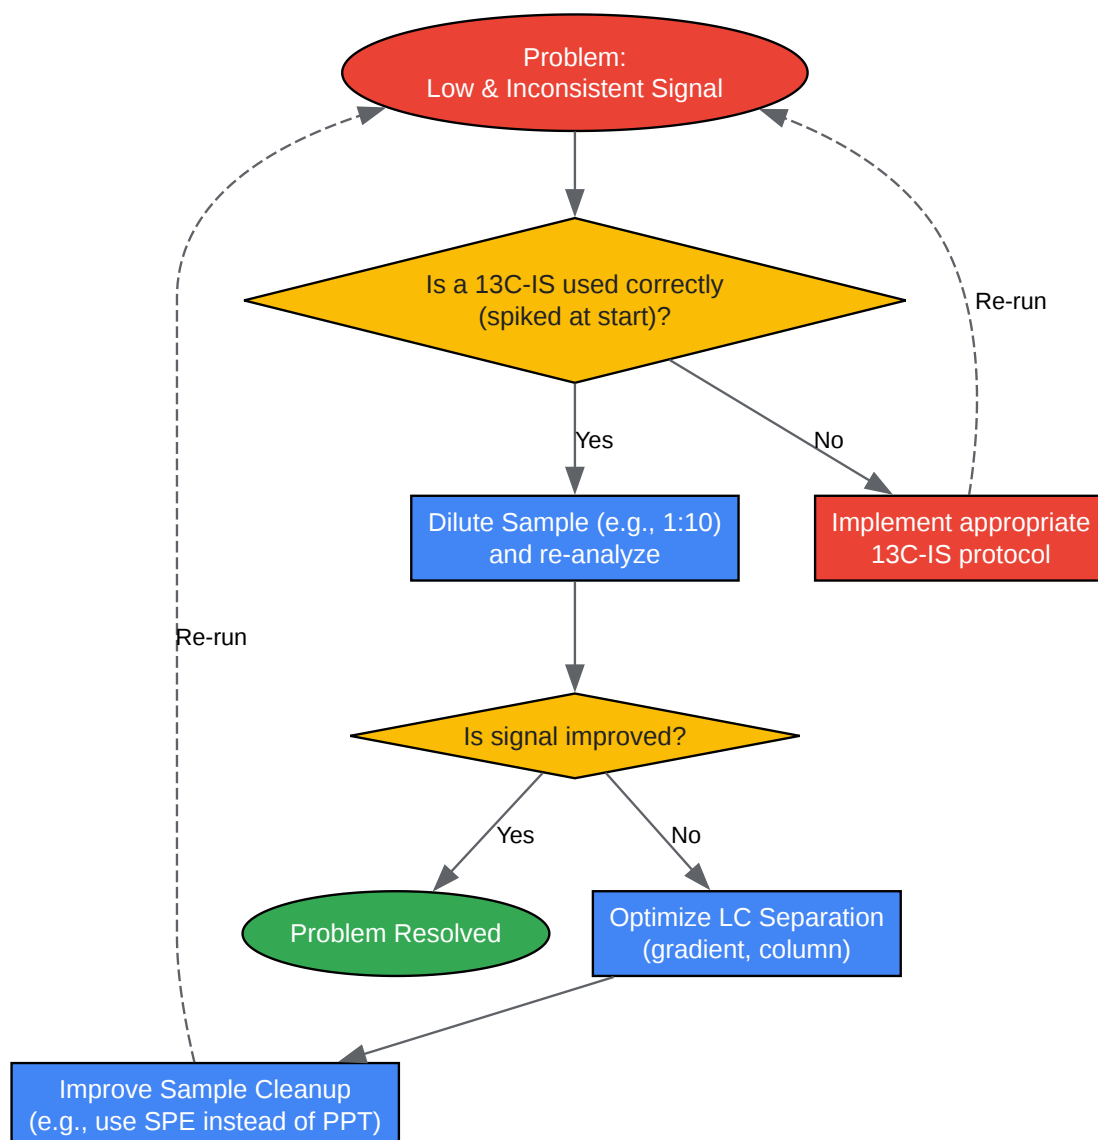 Problem:
Low & Inconsistent Signal
Is a 13C-IS used correctly
(spiked at start)?
Re-run
Yes
No
Dilute Sample (e.g., 1:10)
and re-analyze
Implement appropriate
13C-IS protocol
Re-run
Is signal improved?
Yes
No
Problem Resolved
Optimize LC Separation
(gradient, column)
Improve Sample Cleanup
(e.g., use SPE instead of PPT)